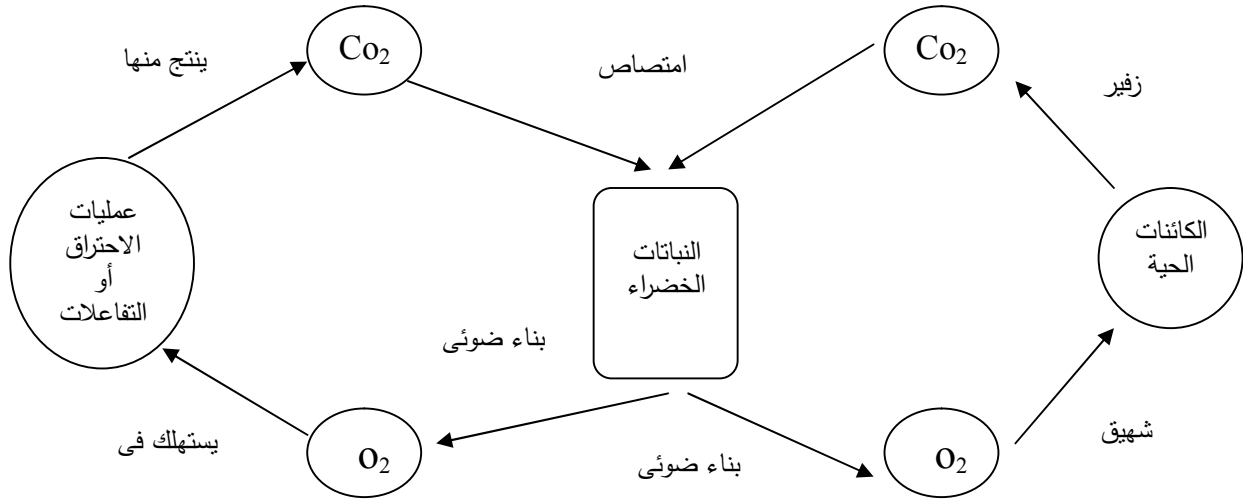 Co₂
Co₂
ينتج منها
امتصاص
زفير
عمليات
الاحتراق
أو
التفاعلات
النباتات
الخضراء
الكائنات
الحية
بناء ضوئى
يستهلك فى
o₂
بناء ضوئى
o₂
شهيق